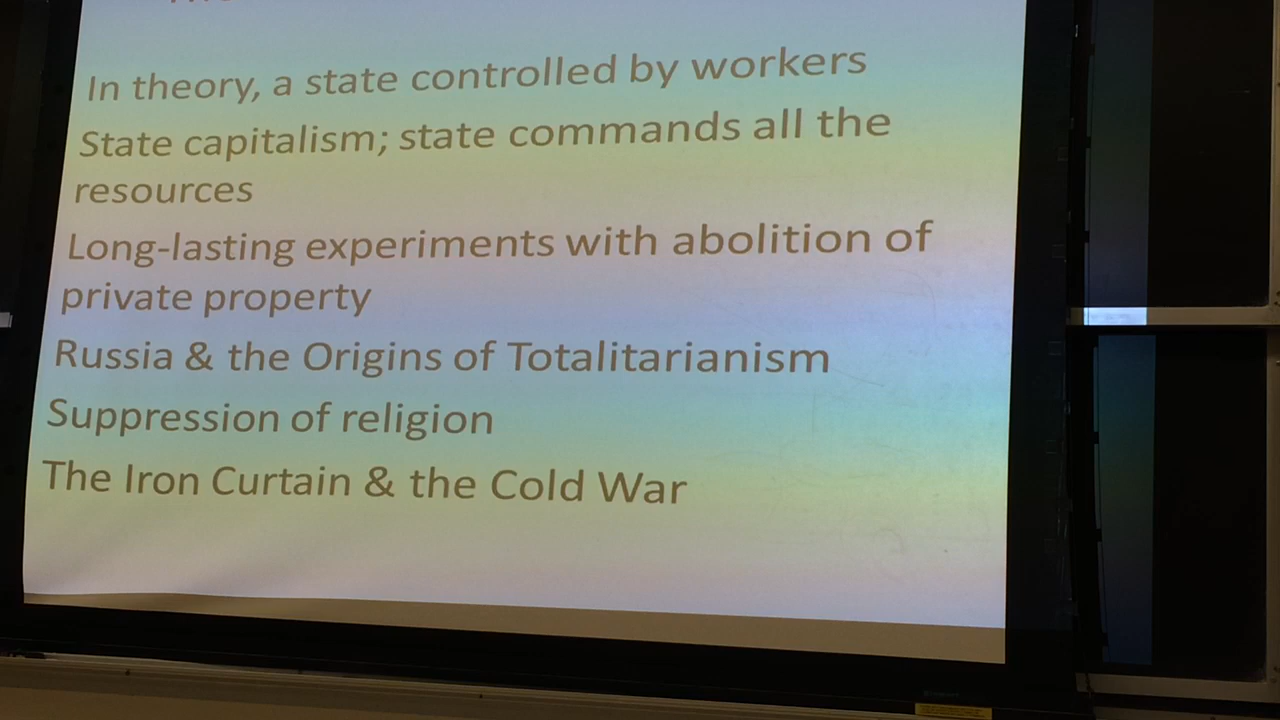 In theory, a state controlled by workers
State capitalism; state commands all the
resources
Long-lasting experiments with abolition of
private property
Russia & the Origins of Totalitarianism
Suppression of religion
The Iron Curtain & the Cold War